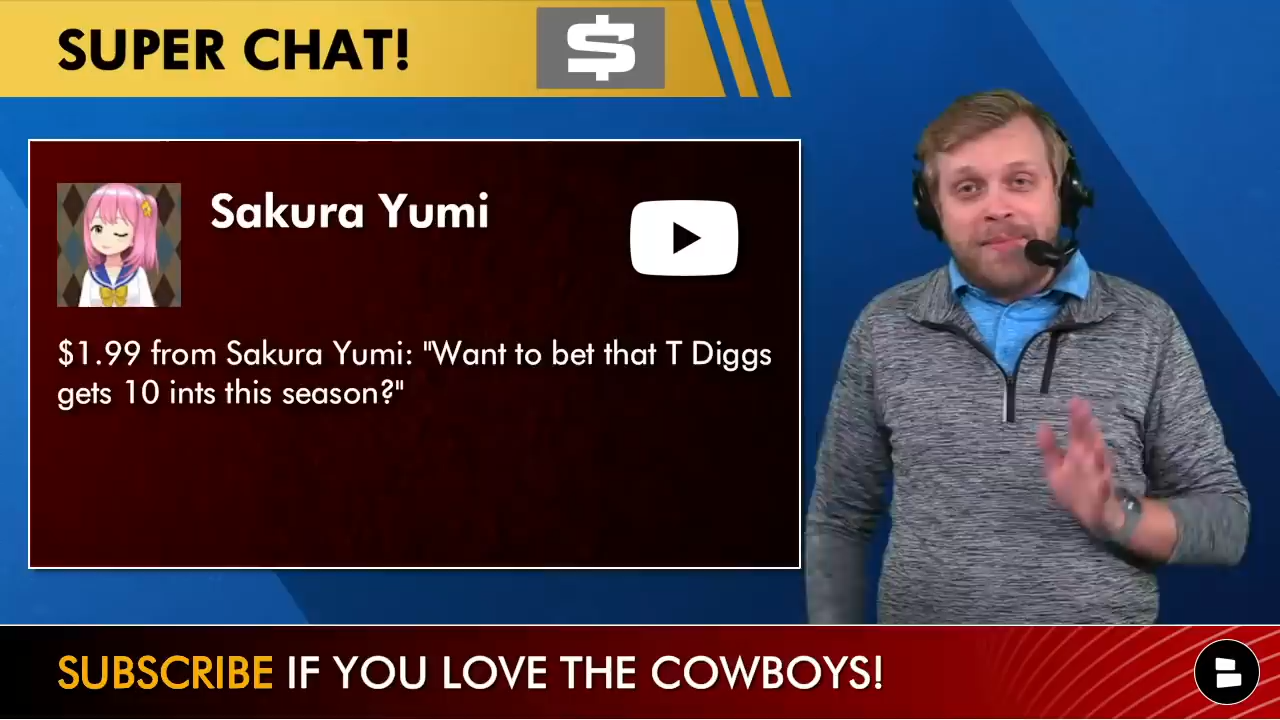 SUPER CHAT!
$
Sakura Yumi
$1.99 from Sakura Yumi: "Want to bet that T Diggs
gets 10 ints this season?"
SUBSCRIBE IF YOU LOVE THE COWBOYS!